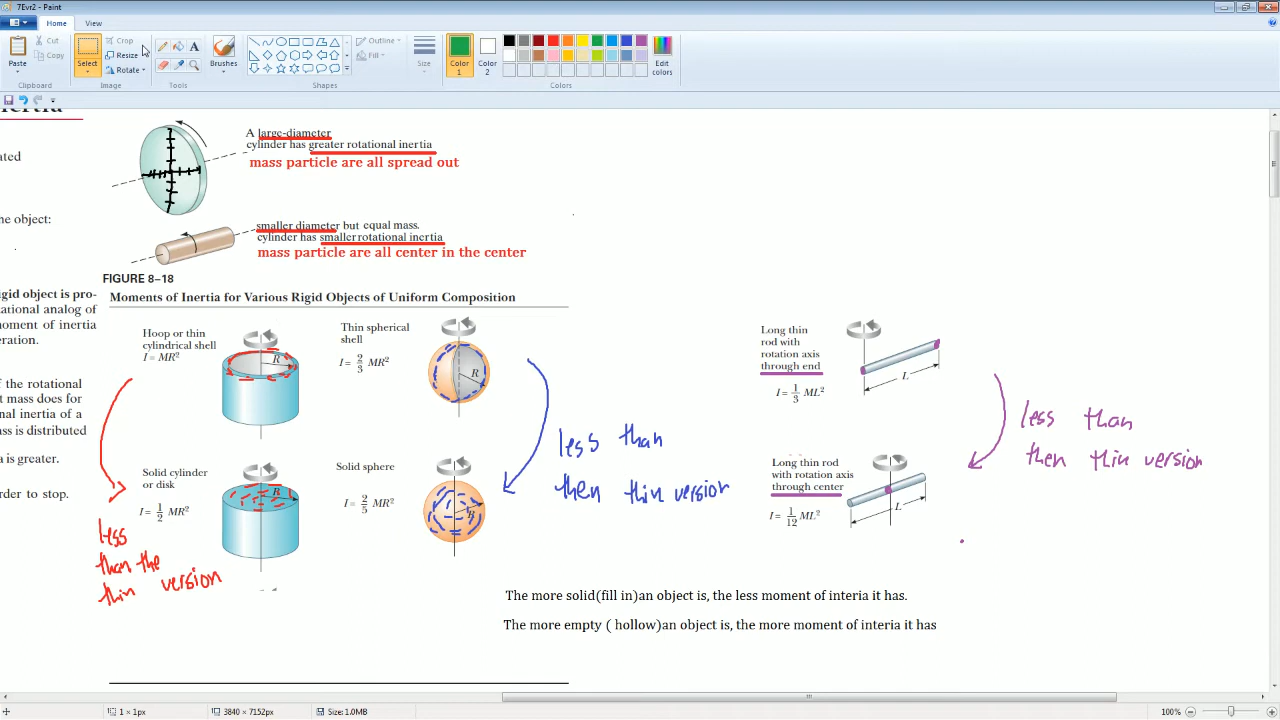 7Evr2 - Paint
Home
View
Paste
Cut
Copy
Clipboard
Select
Crop
Resize
Rotate
Image
A
Tools
Brushes
Outline
Fill
Shapes
Size
Color
1
Color
2
Edit
colors
Colors
ated
ne object:
igid object is pro-
ational analog of
noment of inertia
eration.
f the rotational
t mass does for
nal inertia of a
ass is distributed
a is greater.
order to stop.
A large-diameter
cylinder has greater rotational inertia
mass particle are all spread out
smaller diameter but equal mass.
cylinder has smaller rotational inertia
mass particle are all center in the center
FIGURE 8–18
Moments of Inertia for Various Rigid Objects of Uniform Composition
Hoop or thin
cylindrical shell
I = MR²
R
Thin spherical
shell
I = 2/3 MR²
R
Long thin
rod with
rotation axis
through end
I = 1/3 ML²
L
less than
then thin version
less than
then thin version
Solid cylinder
or disk
I = 1/2 MR²
R
Solid sphere
I = 2/5 MR²
R
Long thin rod
with rotation axis
through center
I = 1/12 ML²
L
less
than the
thin version
The more solid(fill in)an object is, the less moment of interia it has.
The more empty ( hollow)an object is, the more moment of interia it has
1 × 1px
3840 × 7152px
Size: 1.0MB
100%